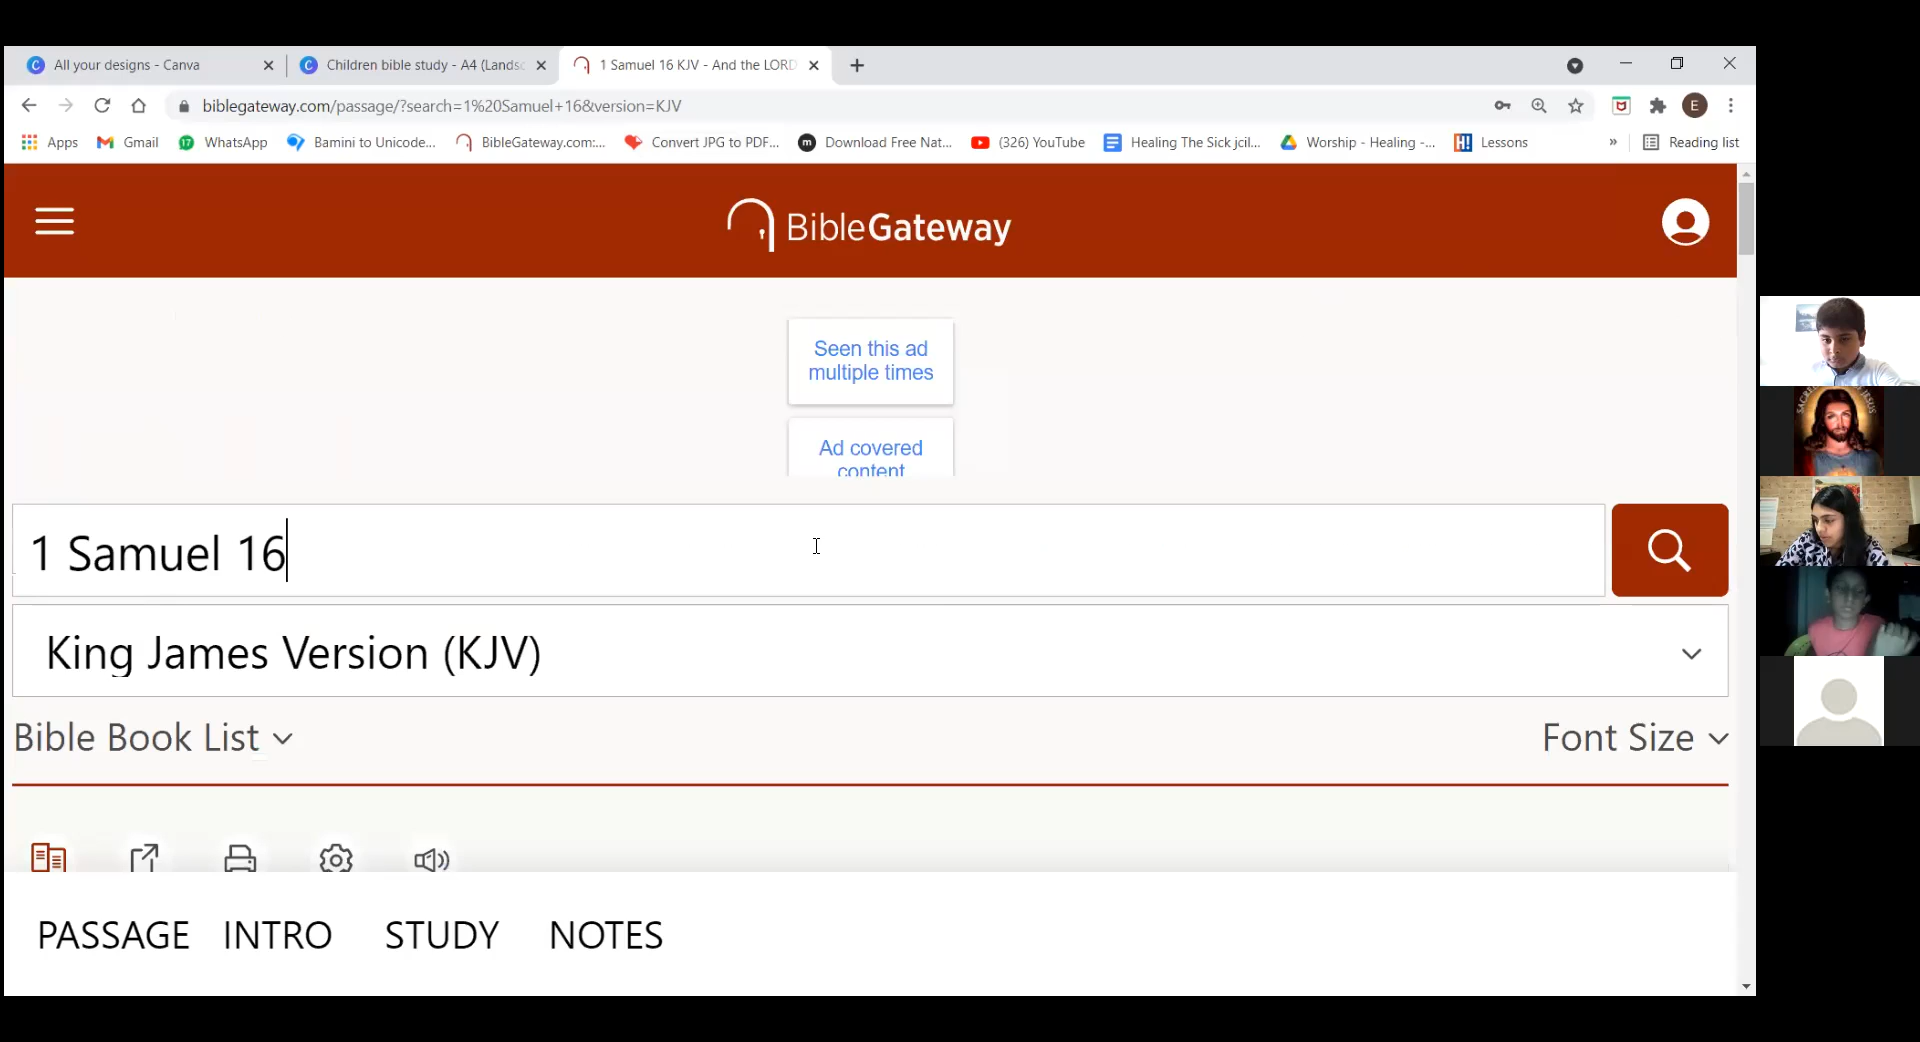 All your designs - Canva
Children bible study - A4 (Landsc
1 Samuel 16 KJV - And the LORD
biblegateway.com/passage/?search=1%20Samuel+16&version=KJV
E
Apps
Gmail
WhatsApp
Bamini to Unicode...
BibleGateway.com:...
Convert JPG to PDF...
Download Free Nat...
(326) YouTube
Healing The Sick jcil...
Worship - Healing -...
Lessons
»
Reading list
BibleGateway
Seen this ad
multiple times
Ad covered
content
1 Samuel 16
King James Version (KJV)
Bible Book List
Font Size
PASSAGE INTRO STUDY NOTES